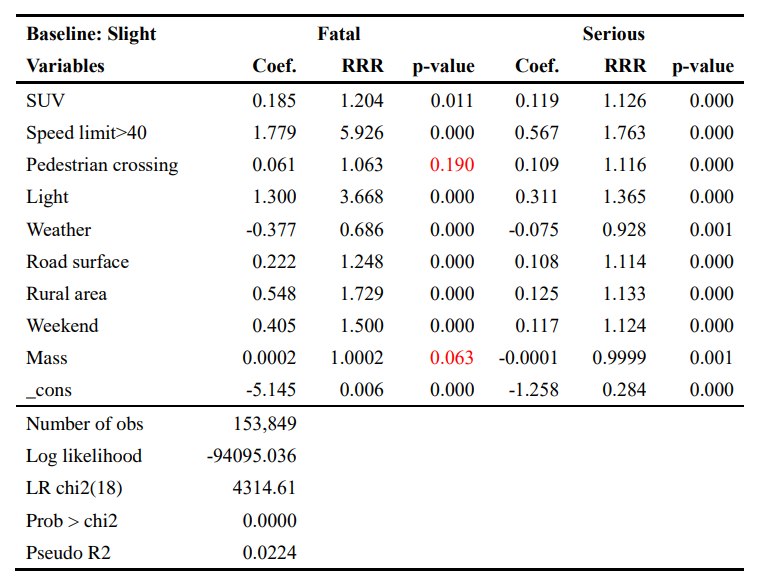 Baseline: Slight Fatal Serious
Variables Coef. RRR p-value Coef. RRR p-value
SUV 0.185 1.204 0.011 0.119 1.126 0.000
Speed limit>40 1.779 5.926 0.000 0.567 1.763 0.000
Pedestrian crossing 0.061 1.063 0.190 0.109 1.116 0.000
Light 1.300 3.668 0.000 0.311 1.365 0.000
Weather -0.377 0.686 0.000 -0.075 0.928 0.001
Road surface 0.222 1.248 0.000 0.108 1.114 0.000
Rural area 0.548 1.729 0.000 0.125 1.133 0.000
Weekend 0.405 1.500 0.000 0.117 1.124 0.000
Mass 0.0002 1.0002 0.063 -0.0001 0.9999 0.001
_cons -5.145 0.006 0.000 -1.258 0.284 0.000
Number of obs 153,849
Log likelihood -94095.036
LR chi2(18) 4314.61
Prob > chi2 0.0000
Pseudo R2 0.0224